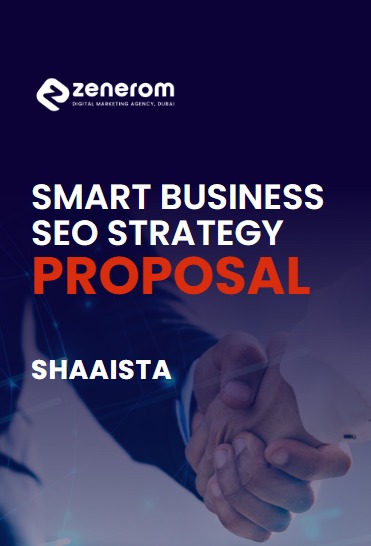 zenerom
DIGITAL MARKETING AGENCY, DUBAI
SMART BUSINESS
SEO STRATEGY
PROPOSAL
SHAAISTA